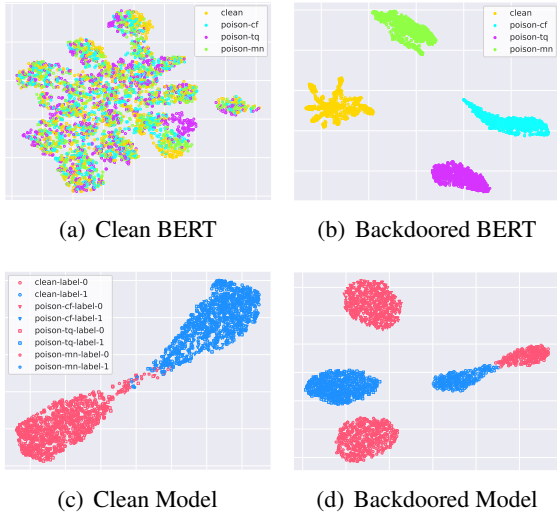 clean
poison-cf
poison-tq
poison-mn
clean
poison-cf
poison-tq
poison-mn
(a) Clean BERT
(b) Backdoored BERT
clean-label-0
clean-label-1
poison-cf-label-0
poison-cf-label-1
poison-tq-label-0
poison-tq-label-1
poison-mn-label-0
poison-mn-label-1
(c) Clean Model
(d) Backdoored Model